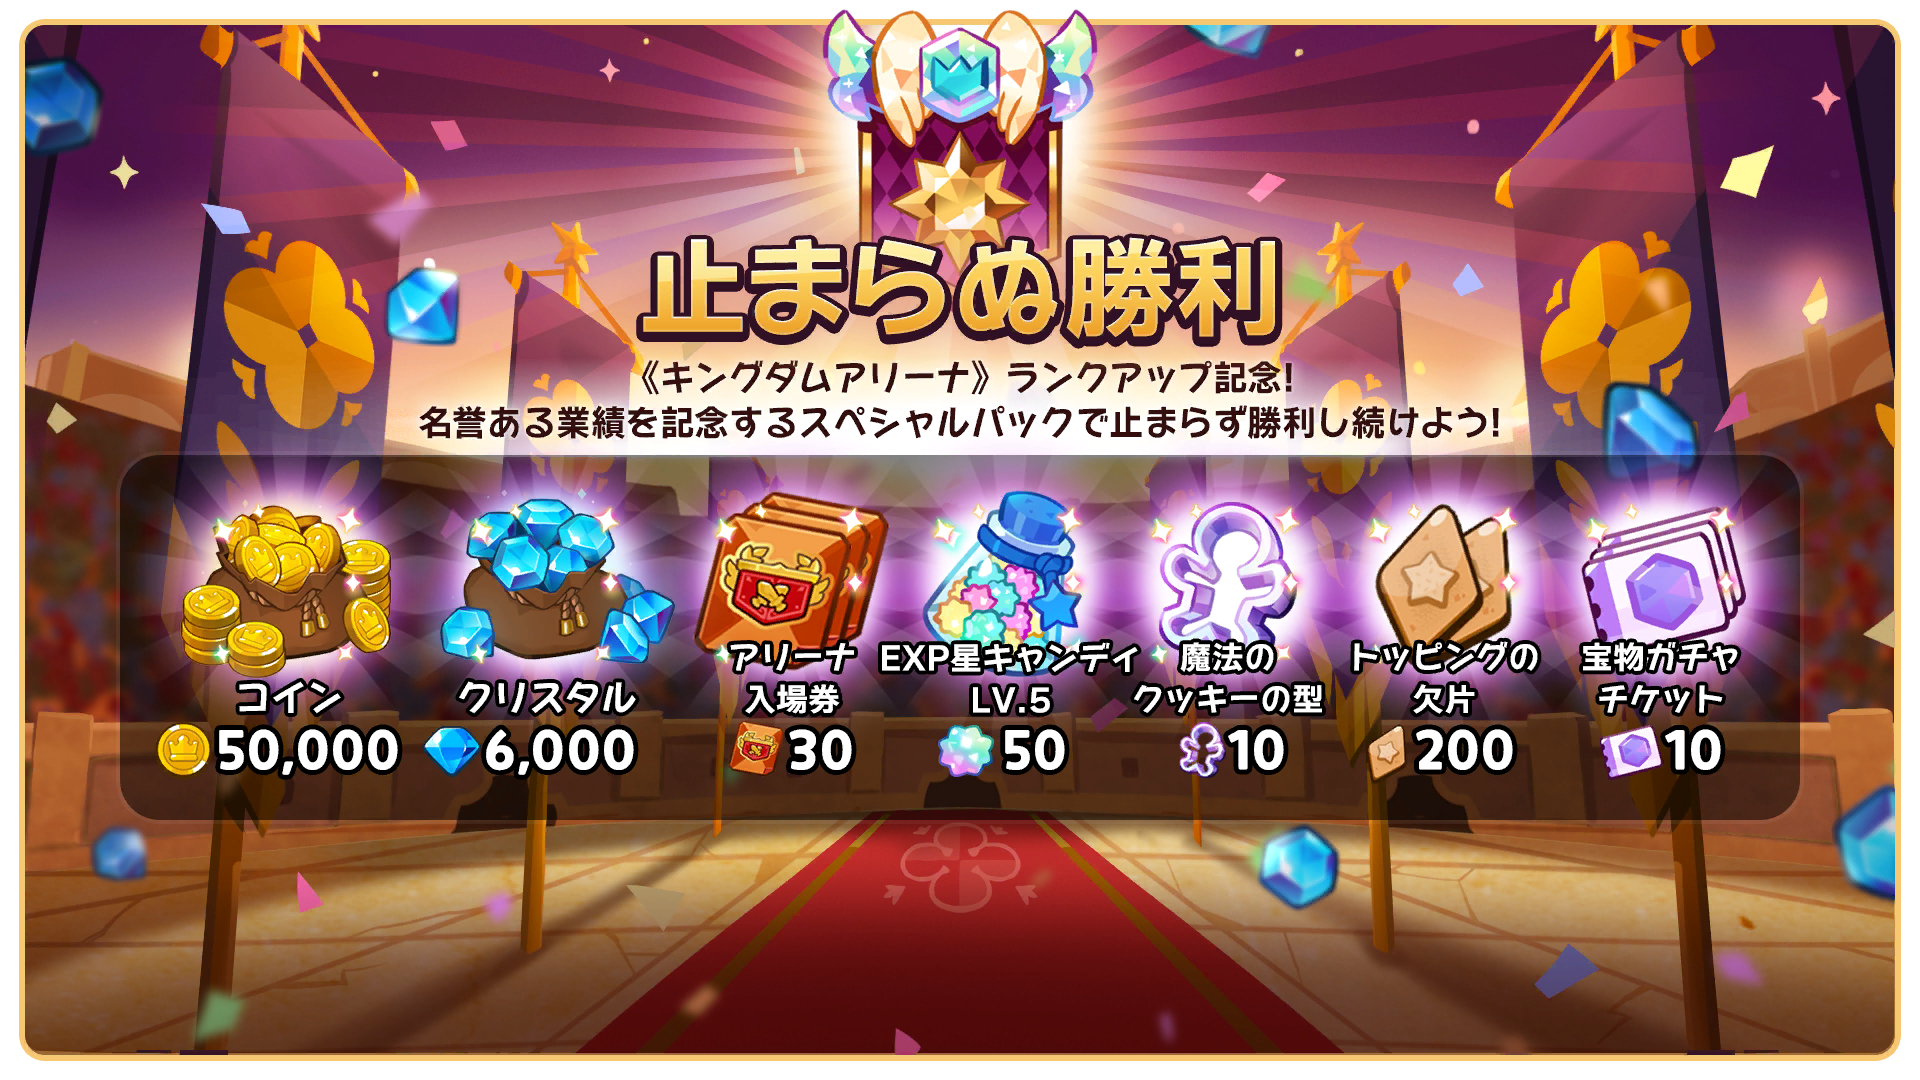 止まらぬ勝利
《キングダムアリーナ》ランクアップ記念!
名誉ある業績を記念するスペシャルパックで止まらず勝利し続けよう!
コイン
50,000
クリスタル
6,000
アリーナ
入場券
30
EXP星キャンディ
LV.5
50
魔法の
クッキーの型
10
トッピングの
欠片
200
宝物ガチャ
チケット
10